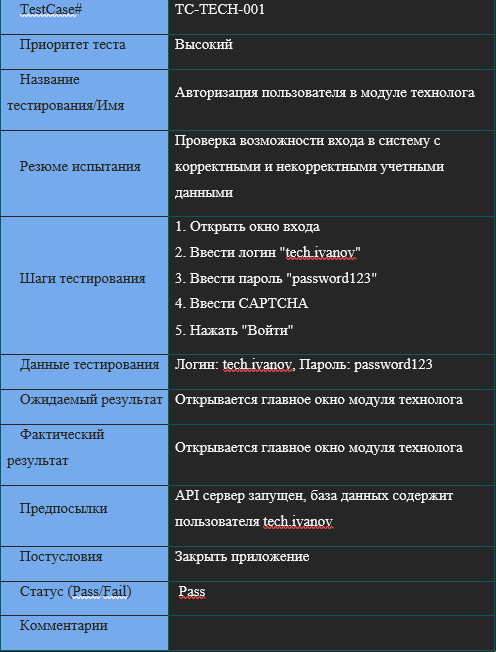 TestCase#
TC-TECH-001
Приоритет теста
Высокий
Название
тестирования/Имя
Авторизация пользователя в модуле технолога
Резюме испытания
Проверка возможности входа в систему с
корректными и некорректными учетными
данными
Шаги тестирования
1. Открыть окно входа
2. Ввести логин "tech.ivanov"
3. Ввести пароль "password123"
4. Ввести CAPTCHA
5. Нажать "Войти"
Данные тестирования
Логин: tech.ivanov, Пароль: password123
Ожидаемый результат
Открывается главное окно модуля технолога
Фактический
результат
Открывается главное окно модуля технолога
Предпосылки
API сервер запущен, база данных содержит
пользователя tech.ivanov
Постусловия
Закрыть приложение
Статус (Pass/Fail)
Pass
Комментарии